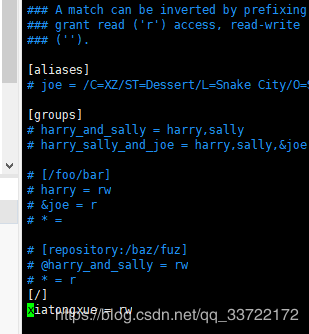 ### A match can be inverted by prefixing
### grant read ('r') access, read-write
### ('').
[aliases]
# joe = /C=XZ/ST=Dessert/L=Snake City/O=S
[groups]
# harry_and_sally = harry,sally
# harry_sally_and_joe = harry,sally,&joe
# [/foo/bar]
# harry = rw
# &joe = r
# * =
# [repository:/baz/fuz]
# @harry_and_sally = rw
# * = r
[/]
xiatongxue = rw
https://blog.csdn.net/qq_33722172